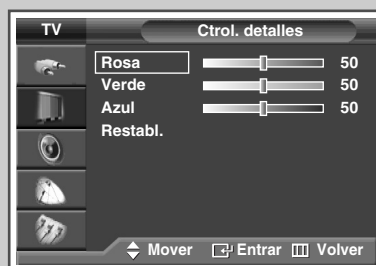 TV Ctrol. detalles
Rosa 50
Verde 50
Azul 50
Restabl.
Mover Entrar Volver